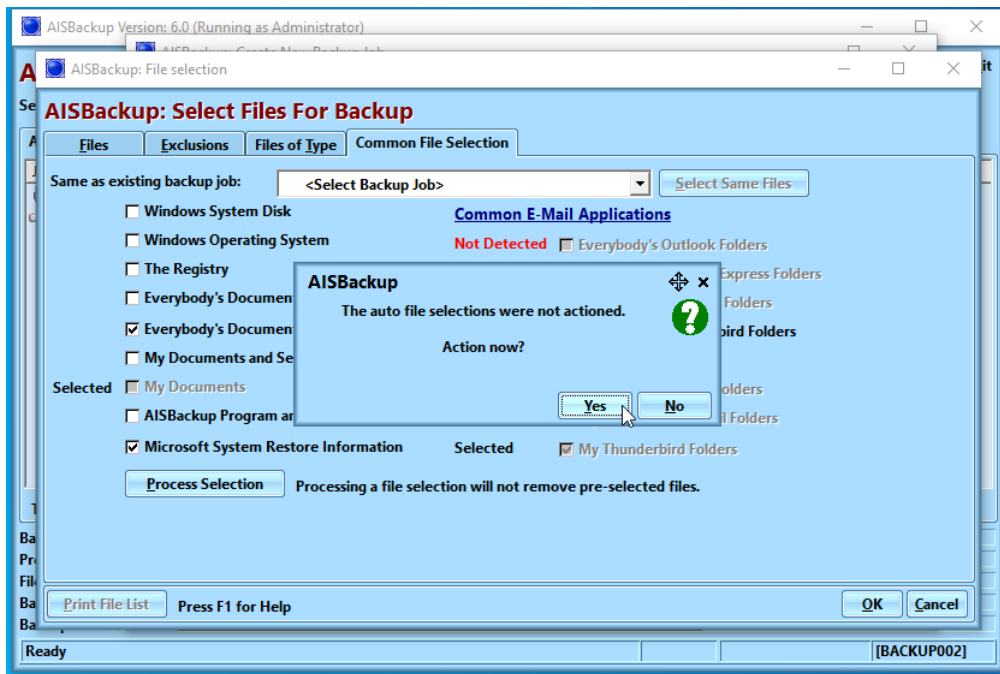 AISBackup Version: 6.0 (Running as Administrator)
AISBackup: File selection
AISBackup: Select Files For Backup
Files Exclusions Files of Type Common File Selection
Same as existing backup job: <Select Backup Job> Select Same Files
Windows System Disk Common E-Mail Applications
Windows Operating System Not Detected Everybody's Outlook Folders
The Registry Express Folders
Everybody's Documen Folders
Everybody's Documen bird Folders
My Documents and Se
Selected My Documents olders
AISBackup Program an il Folders
Microsoft System Restore Information Selected My Thunderbird Folders
AISBackup
The auto file selections were not actioned.
Action now?
Yes No
Process Selection Processing a file selection will not remove pre-selected files.
Print File List Press F1 for Help OK Cancel
Ready [BACKUP002]